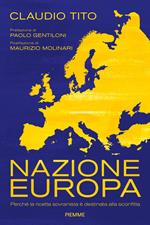 CLAUDIO TITO
Prefazione di
PAOLO GENTILONI
Postfazione di
MAURIZIO MOLINARI
NAZIONE
EUROPA
Perché la ricetta sovranista è destinata alla sconfitta
PIEMME